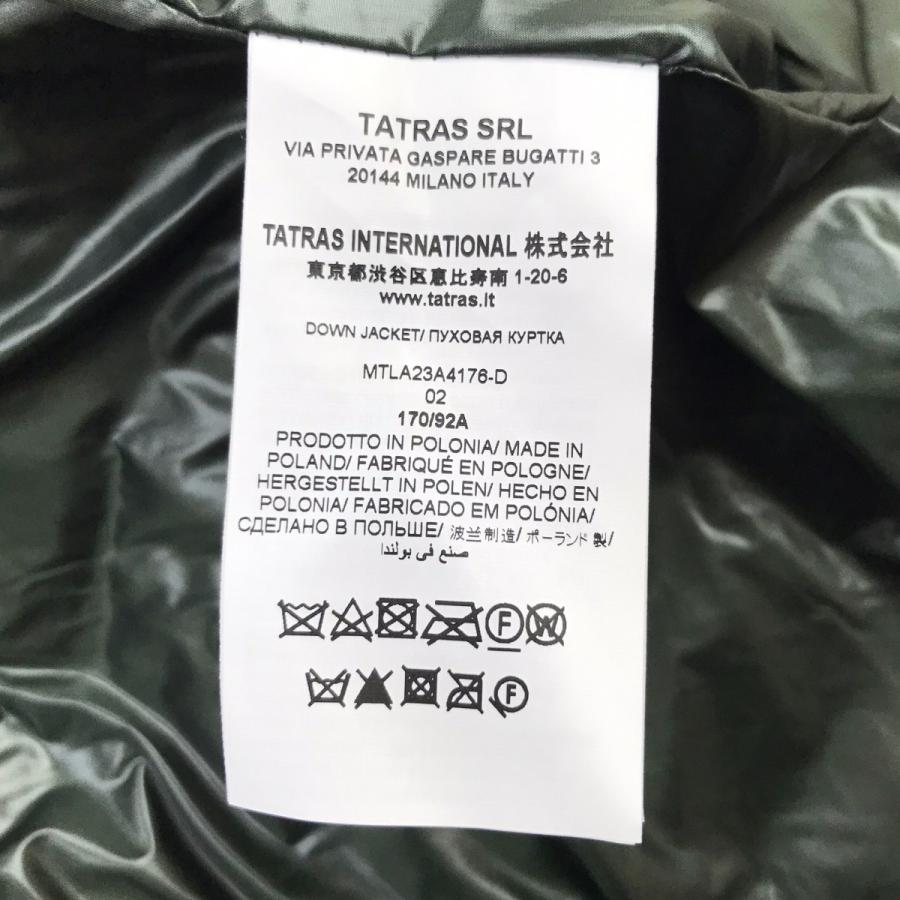 TATRAS SRL
VIA PRIVATA GASPARE BUGATTI 3
20144 MILANO ITALY
TATRAS INTERNATIONAL 株式会社
東京都渋谷区恵比寿南 1-20-6
www.tatras.it
DOWN JACKET/ ПУХОВАЯ КУРТКА
MTLA23A4176-D
02
170/92A
PRODOTTO IN POLONIA/ MADE IN
POLAND/ FABRIQUÉ EN POLOGNE/
HERGESTELLT IN POLEN/ HECHO EN
POLONIA/ FABRICADO EM POLÓNIA/
СДЕЛАНО В ПОЛЬШЕ/ 波兰制造/ ポーランド 製/
صنع في بولندا
F W
F